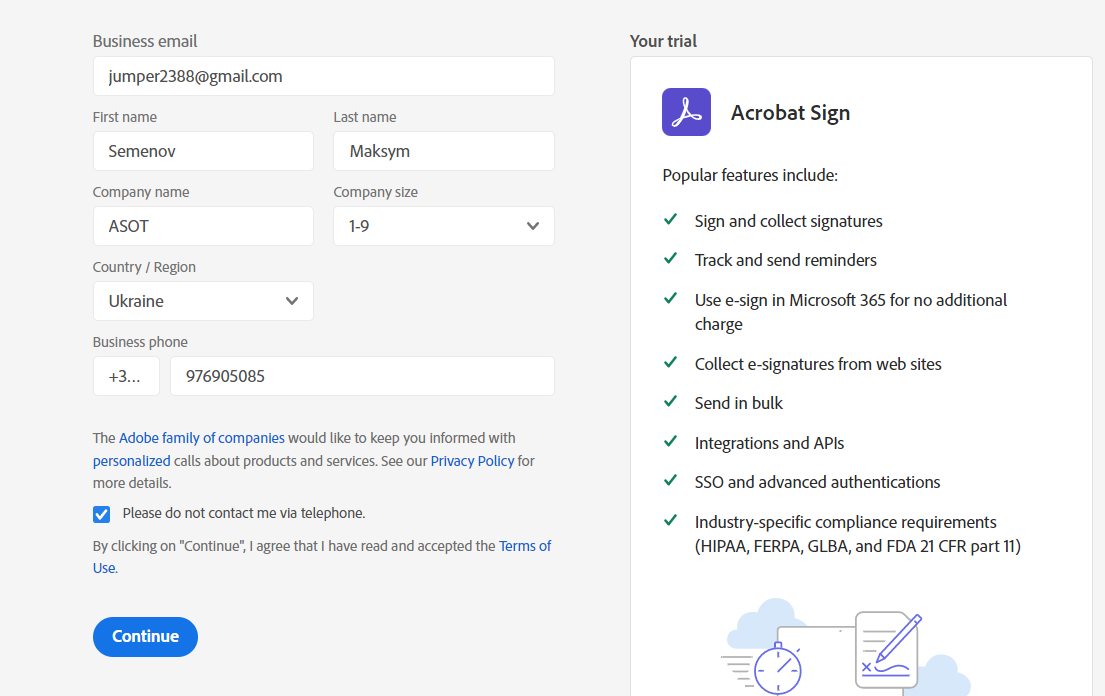 Business email
jumper2388@gmail.com
First name
Last name
Semenov
Maksym
Company name
Company size
ASOT
1-9
Country / Region
Ukraine
Business phone
+3...
976905085
The Adobe family of companies would like to keep you informed with
personalized calls about products and services. See our Privacy Policy for
more details.
Please do not contact me via telephone.
By clicking on "Continue", I agree that I have read and accepted the Terms of
Use.
Continue
Your trial
Acrobat Sign
Popular features include:
Sign and collect signatures
Track and send reminders
Use e-sign in Microsoft 365 for no additional
charge
Collect e-signatures from web sites
Send in bulk
Integrations and APIs
SSO and advanced authentications
Industry-specific compliance requirements
(HIPAA, FERPA, GLBA, and FDA 21 CFR part 11)